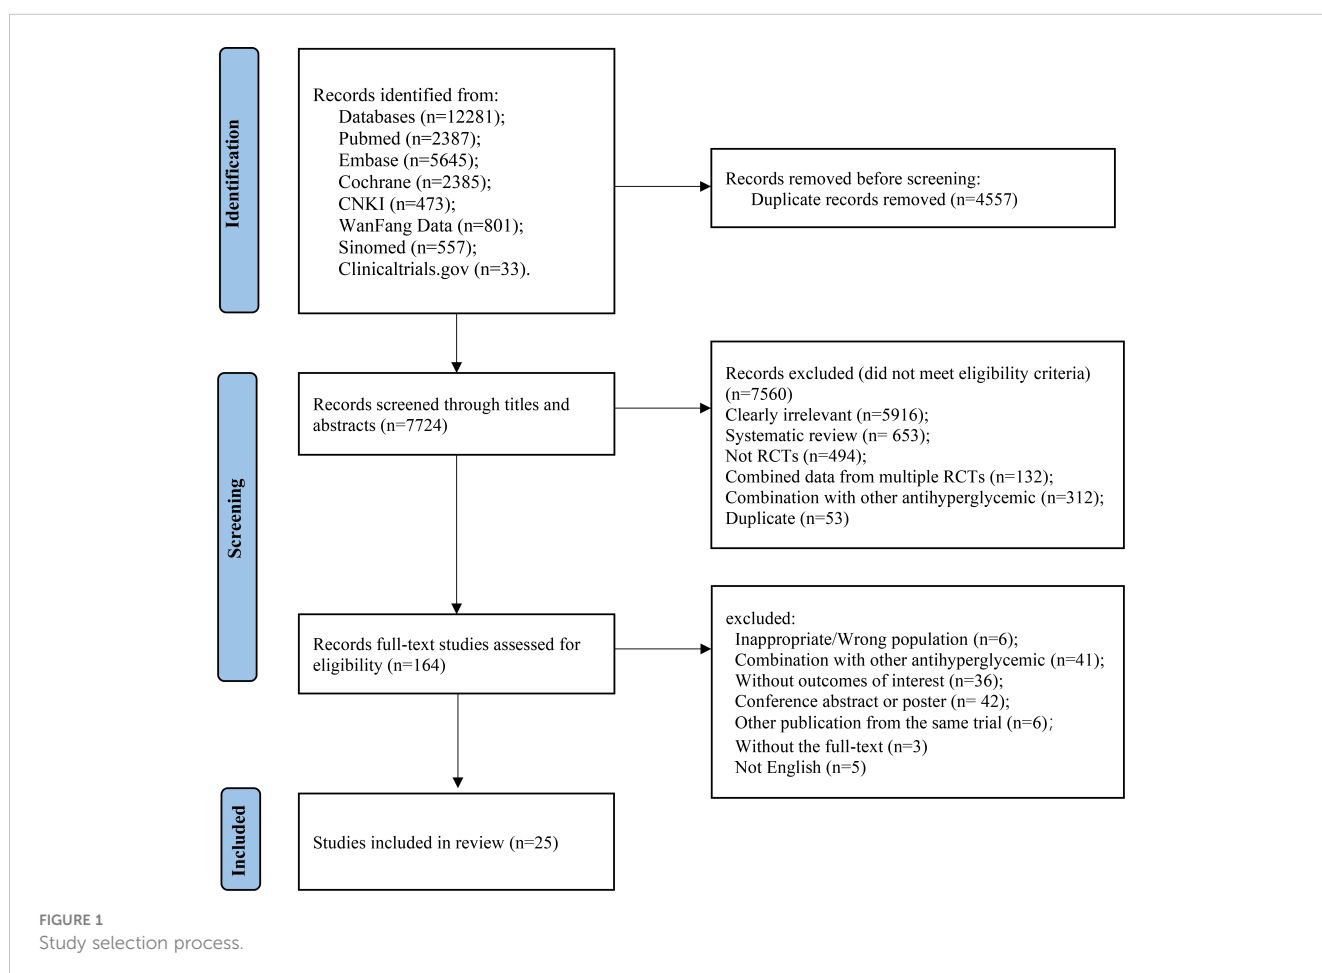 Identification
Records identified from:
Databases (n=12281);
Pubmed (n=2387);
Embase (n=5645);
Cochrane (n=2385);
CNKI (n=473);
WanFang Data (n=801);
Sinomed (n=557);
Clinicaltrials.gov (n=33).
Records removed before screening:
Duplicate records removed (n=4557)
Screening
Records screened through titles and
abstracts (n=7724)
Records excluded (did not meet eligibility criteria)
(n=7560)
Clearly irrelevant (n=5916);
Systematic review (n= 653);
Not RCTs (n=494);
Combined data from multiple RCTs (n=132);
Combination with other antihyperglycemic (n=312);
Duplicate (n=53)
Records full-text studies assessed for
eligibility (n=164)
excluded:
Inappropriate/Wrong population (n=6);
Combination with other antihyperglycemic (n=41);
Without outcomes of interest (n=36);
Conference abstract or poster (n= 42);
Other publication from the same trial (n=6);
Without the full-text (n=3)
Not English (n=5)
Included
Studies included in review (n=25)
FIGURE 1
Study selection process.